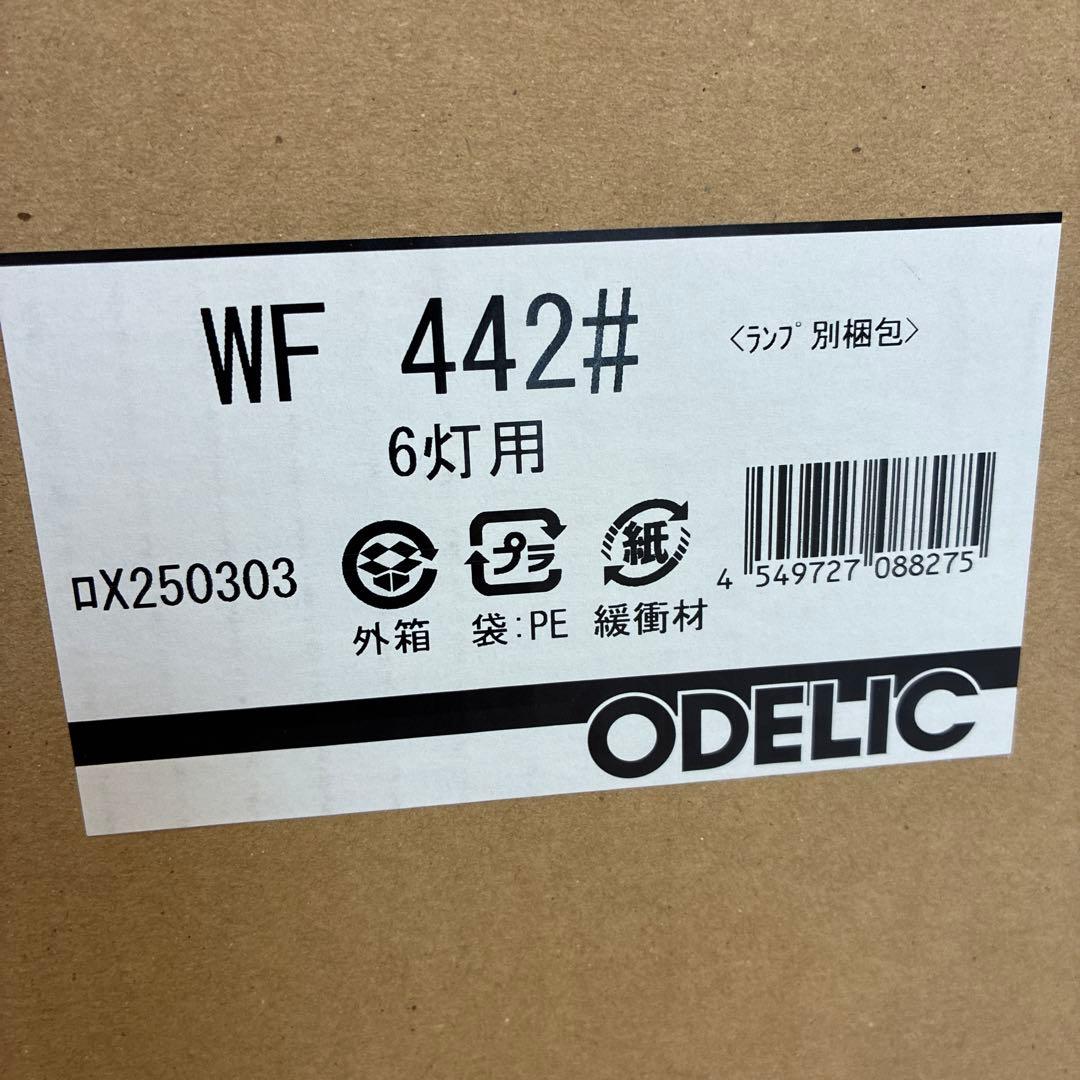 WF 442# <ﾗﾝﾌﾟ別梱包>
6灯用
プラ 紙
ロX250303
外箱 袋:PE 緩衝材
4 549727 088275
ODELIC